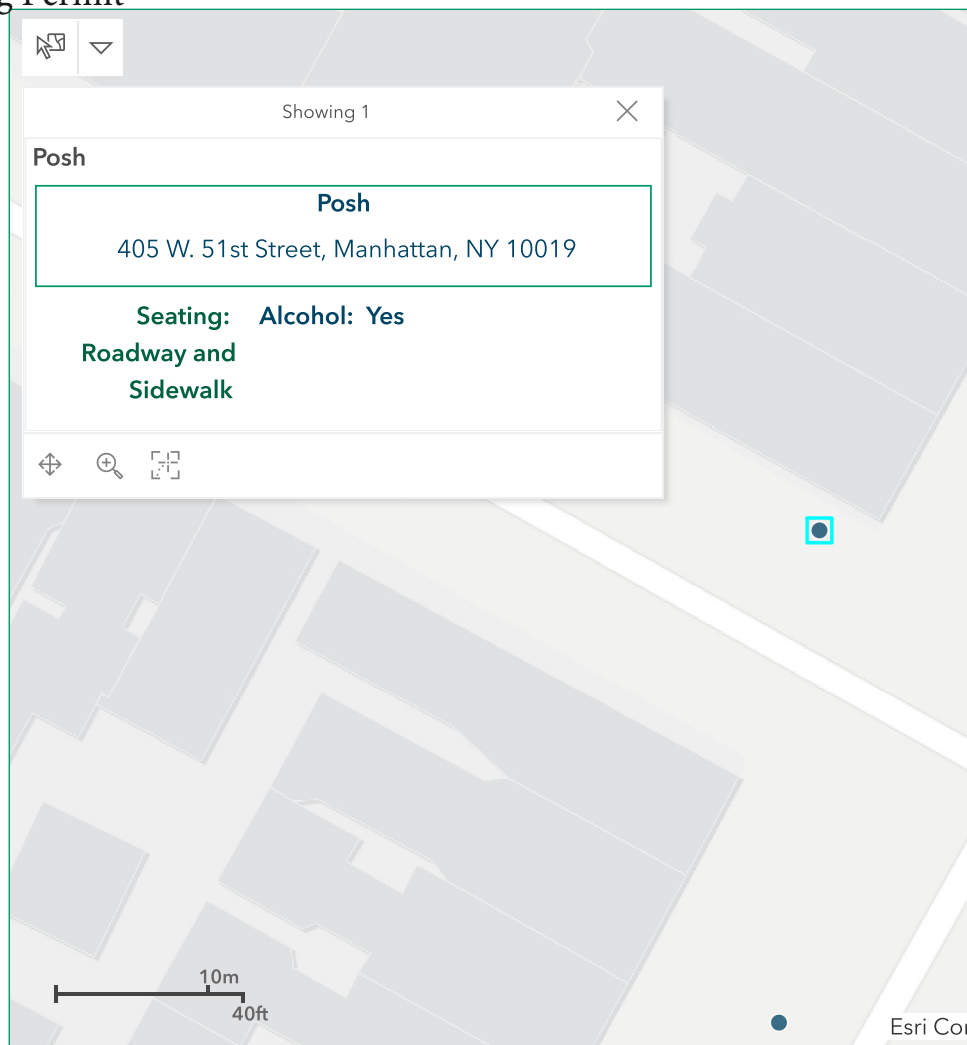 g Permit
Showing 1
Posh
Posh
405 W. 51st Street, Manhattan, NY 10019
Seating: Alcohol: Yes
Roadway and
Sidewalk
10m
40ft
Esri Co